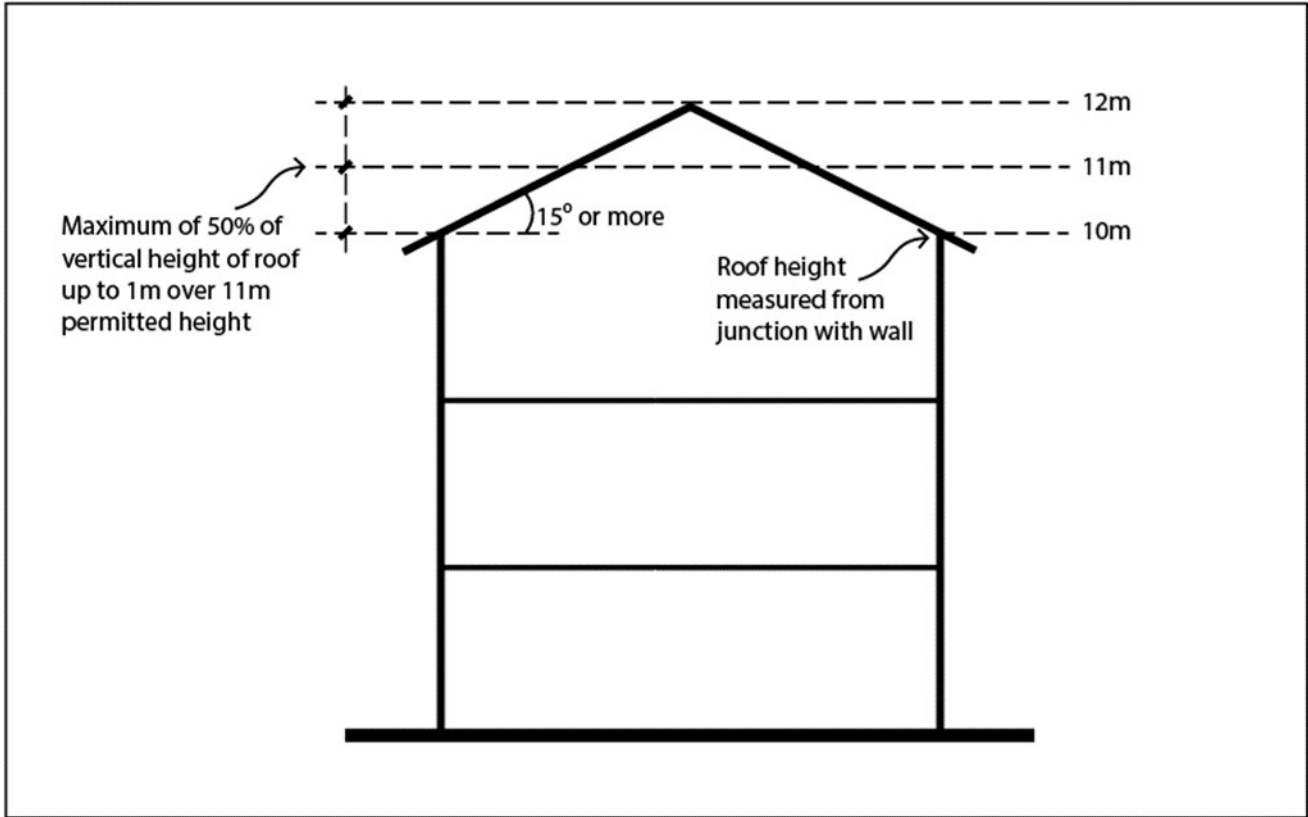 12m
11m
Maximum of 50% of
vertical height of roof
up to 1m over 11m
permitted height
15° or more
10m
Roof height
measured from
junction with wall